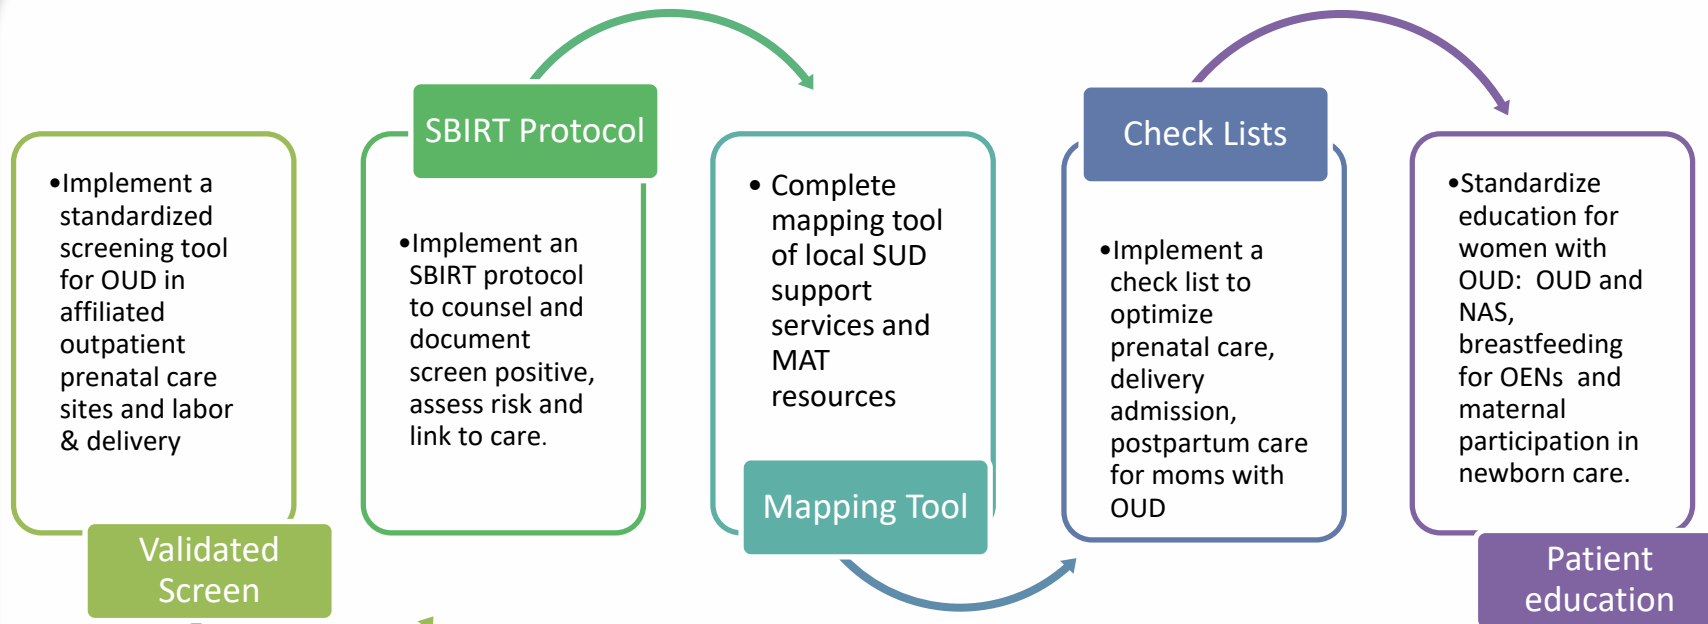 •Implement a
standardized
screening tool
for OUD in
affiliated
outpatient
prenatal care
sites and labor
& delivery
Validated
Screen
SBIRT Protocol
•Implement an
SBIRT protocol
to counsel and
document
screen positive,
assess risk and
link to care.
• Complete
mapping tool
of local SUD
support
services and
MAT
resources
Mapping Tool
Check Lists
•Implement a
check list to
optimize
prenatal care,
delivery
admission,
postpartum care
for moms with
OUD
•Standardize
education for
women with
OUD:  OUD and
NAS,
breastfeeding
for OENs  and
maternal
participation in
newborn care.
Patient
education